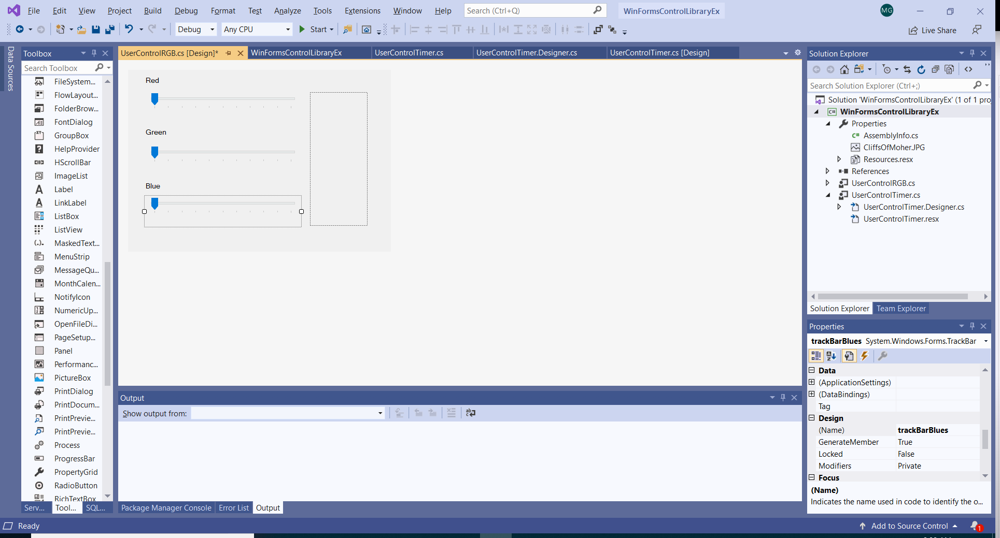 File Edit View Project Build Debug Format Test Analyze Tools Extensions Window Help Search (Ctrl+Q) WinFormsControlLibraryEx MG
Debug Any CPU Start Live Share
Data Sources
Toolbox
Search Toolbox
FileSystem...
FlowLayout...
FolderBrow...
FontDialog
GroupBox
HelpProvider
HScrollBar
ImageList
Label
LinkLabel
ListBox
ListView
MaskedText...
MenuStrip
MessageQu...
MonthCalen...
NotifyIcon
NumericUp...
OpenFileDi...
PageSetup...
Panel
Performanc...
PictureBox
PrintDialog
PrintDocum...
PrintPrevie...
PrintPrevie...
Process
ProgressBar
PropertyGrid
RadioButton
RichTextBox
Serv... Tool... SQL...
UserControlRGB.cs [Design]* WinFormsControlLibraryEx UserControlTimer.cs UserControlTimer.Designer.cs UserControlTimer.cs [Design]
Red
Green
Blue
Output
Show output from:
Package Manager Console Error List Output
Solution Explorer
Search Solution Explorer (Ctrl+;)
Solution 'WinFormsControlLibraryEx' (1 of 1 proj
C# WinFormsControlLibraryEx
Properties
C# AssemblyInfo.cs
CliffsOfMoher.JPG
Resources.resx
References
UserControlRGB.cs
UserControlTimer.cs
UserControlTimer.Designer.cs
UserControlTimer.resx
Solution Explorer Team Explorer
Properties
trackBarBlues System.Windows.Forms.TrackBar
Data
(ApplicationSettings)
(DataBindings)
Tag
Design
(Name) trackBarBlues
GenerateMember True
Locked False
Modifiers Private
Focus
(Name)
Indicates the name used in code to identify the o...
Ready Add to Source Control 1